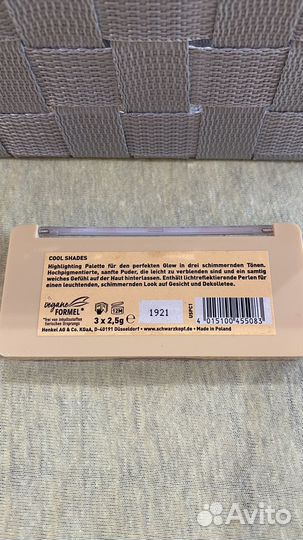 COOL SHADES
Highlighting Palette für den perfekten Glow in drei schimmernden Tönen.
Hochpigmentierte, sanfte Puder, die leicht zu verblenden sind und ein samtig
weiches Gefühl auf der Haut hinterlassen. Enthält lichtreflektierende Perlen für
einen leuchtenden, schimmernden Look auf Gesicht und Dekolletee.
vegane
FORMEL*
* frei von Inhaltsstoffen
tierischen Ursprungs
3 x 2,5g ℮
12M
1921
USPC1
4 015100 455083
Henkel AG & Co. KGaA, D-40191 Düsseldorf / www.schwarzkopf.de / Made in Poland
Avito